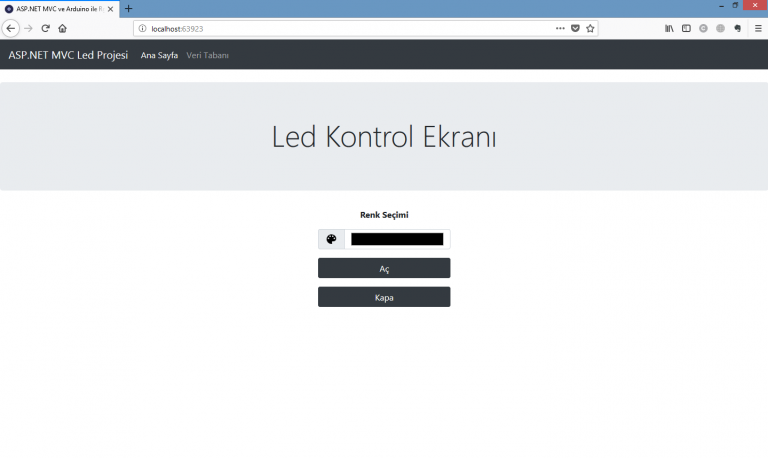 ASP.NET MVC ve Arduino ile
localhost:63923
ASP.NET MVC Led Projesi Ana Sayfa Veri Tabanı
Led Kontrol Ekranı
Renk Seçimi
Aç
Kapa